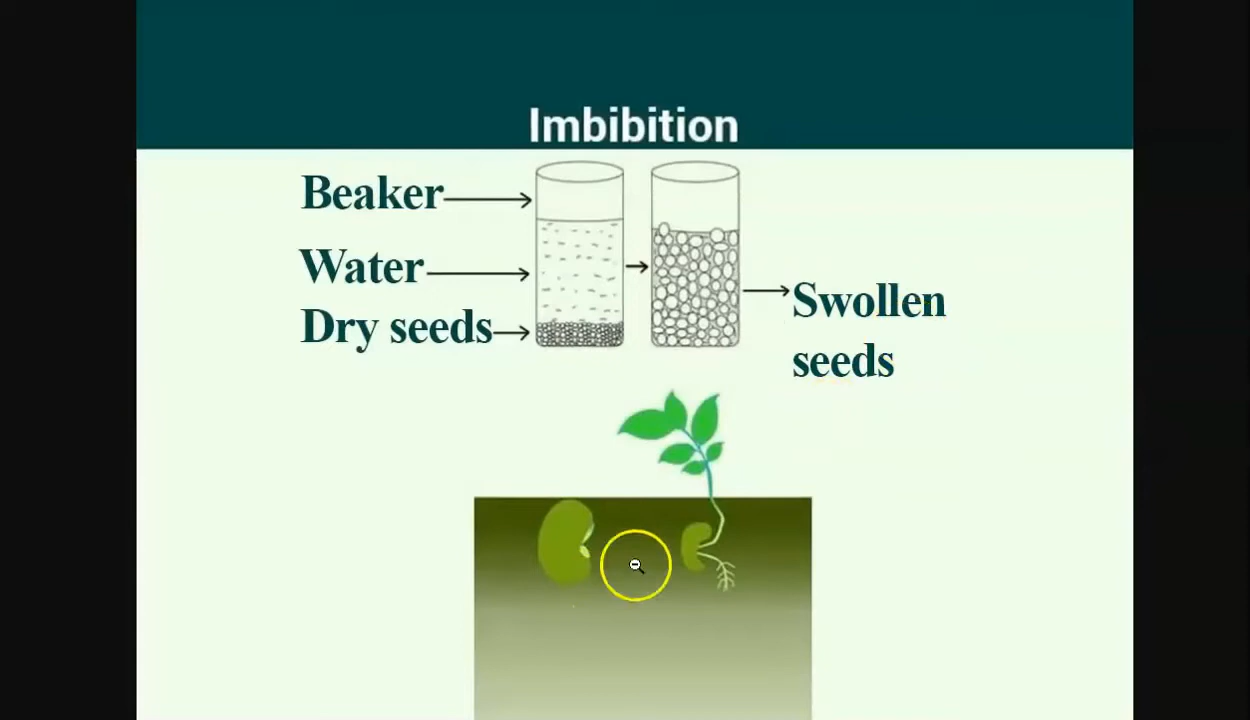 Imbibition
Beaker
Water
Dry seeds
Swollen
seeds